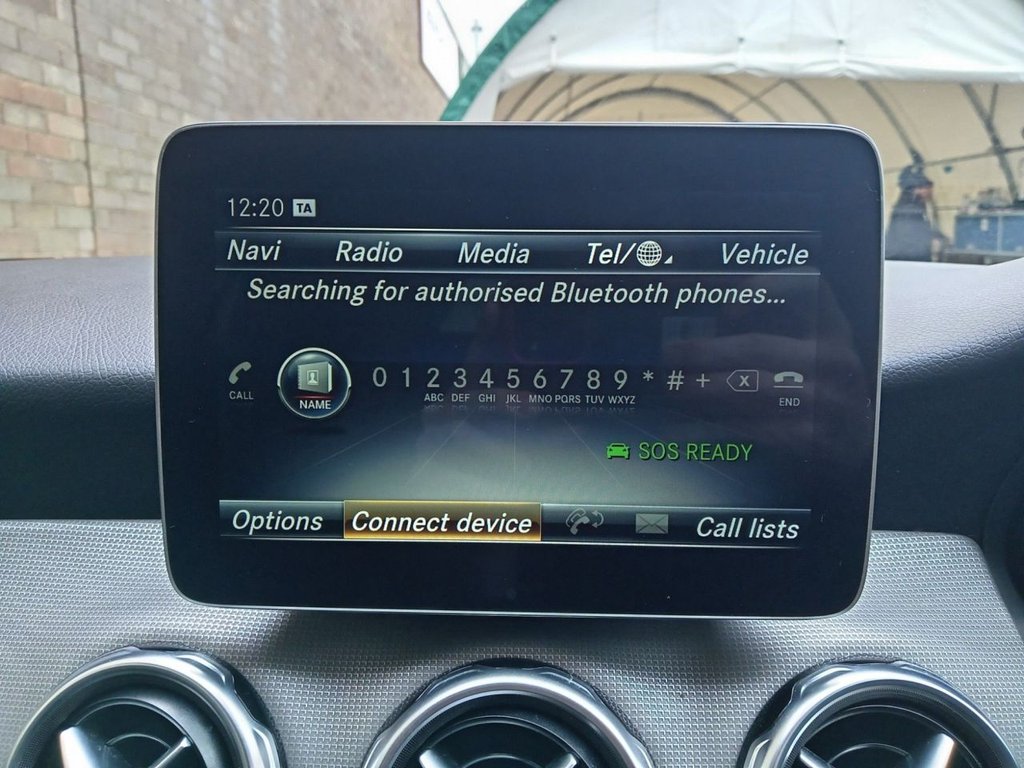 12:20 TA
Navi Radio Media Tel/ Vehicle
Searching for authorised Bluetooth phones...
0 1 2 3 4 5 6 7 8 9 * # + X
CALL NAME ABC DEF GHI JKL MNO PQRS TUV WXYZ END
SOS READY
Options Connect device Call lists